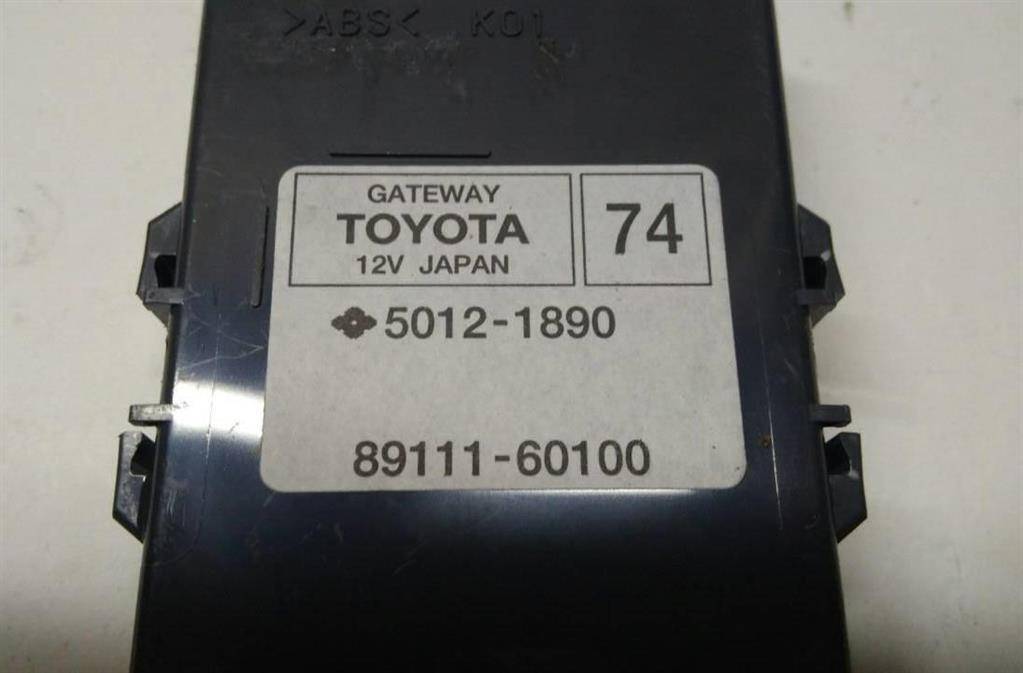 >ABS< K01
GATEWAY
TOYOTA
12V JAPAN
74
5012-1890
89111-60100